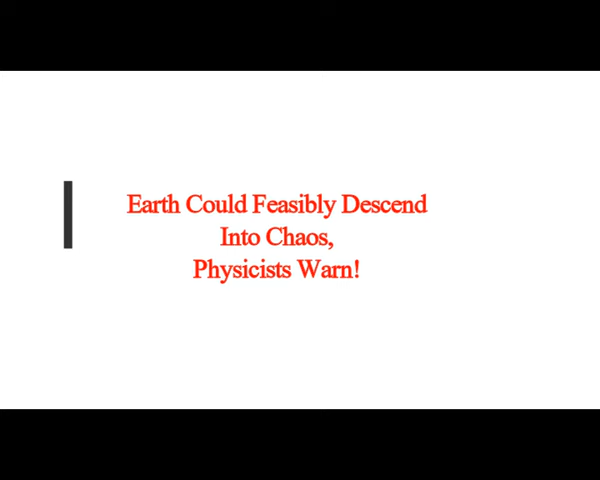 Earth Could Feasibly Descend
Into Chaos,
Physicists Warn!